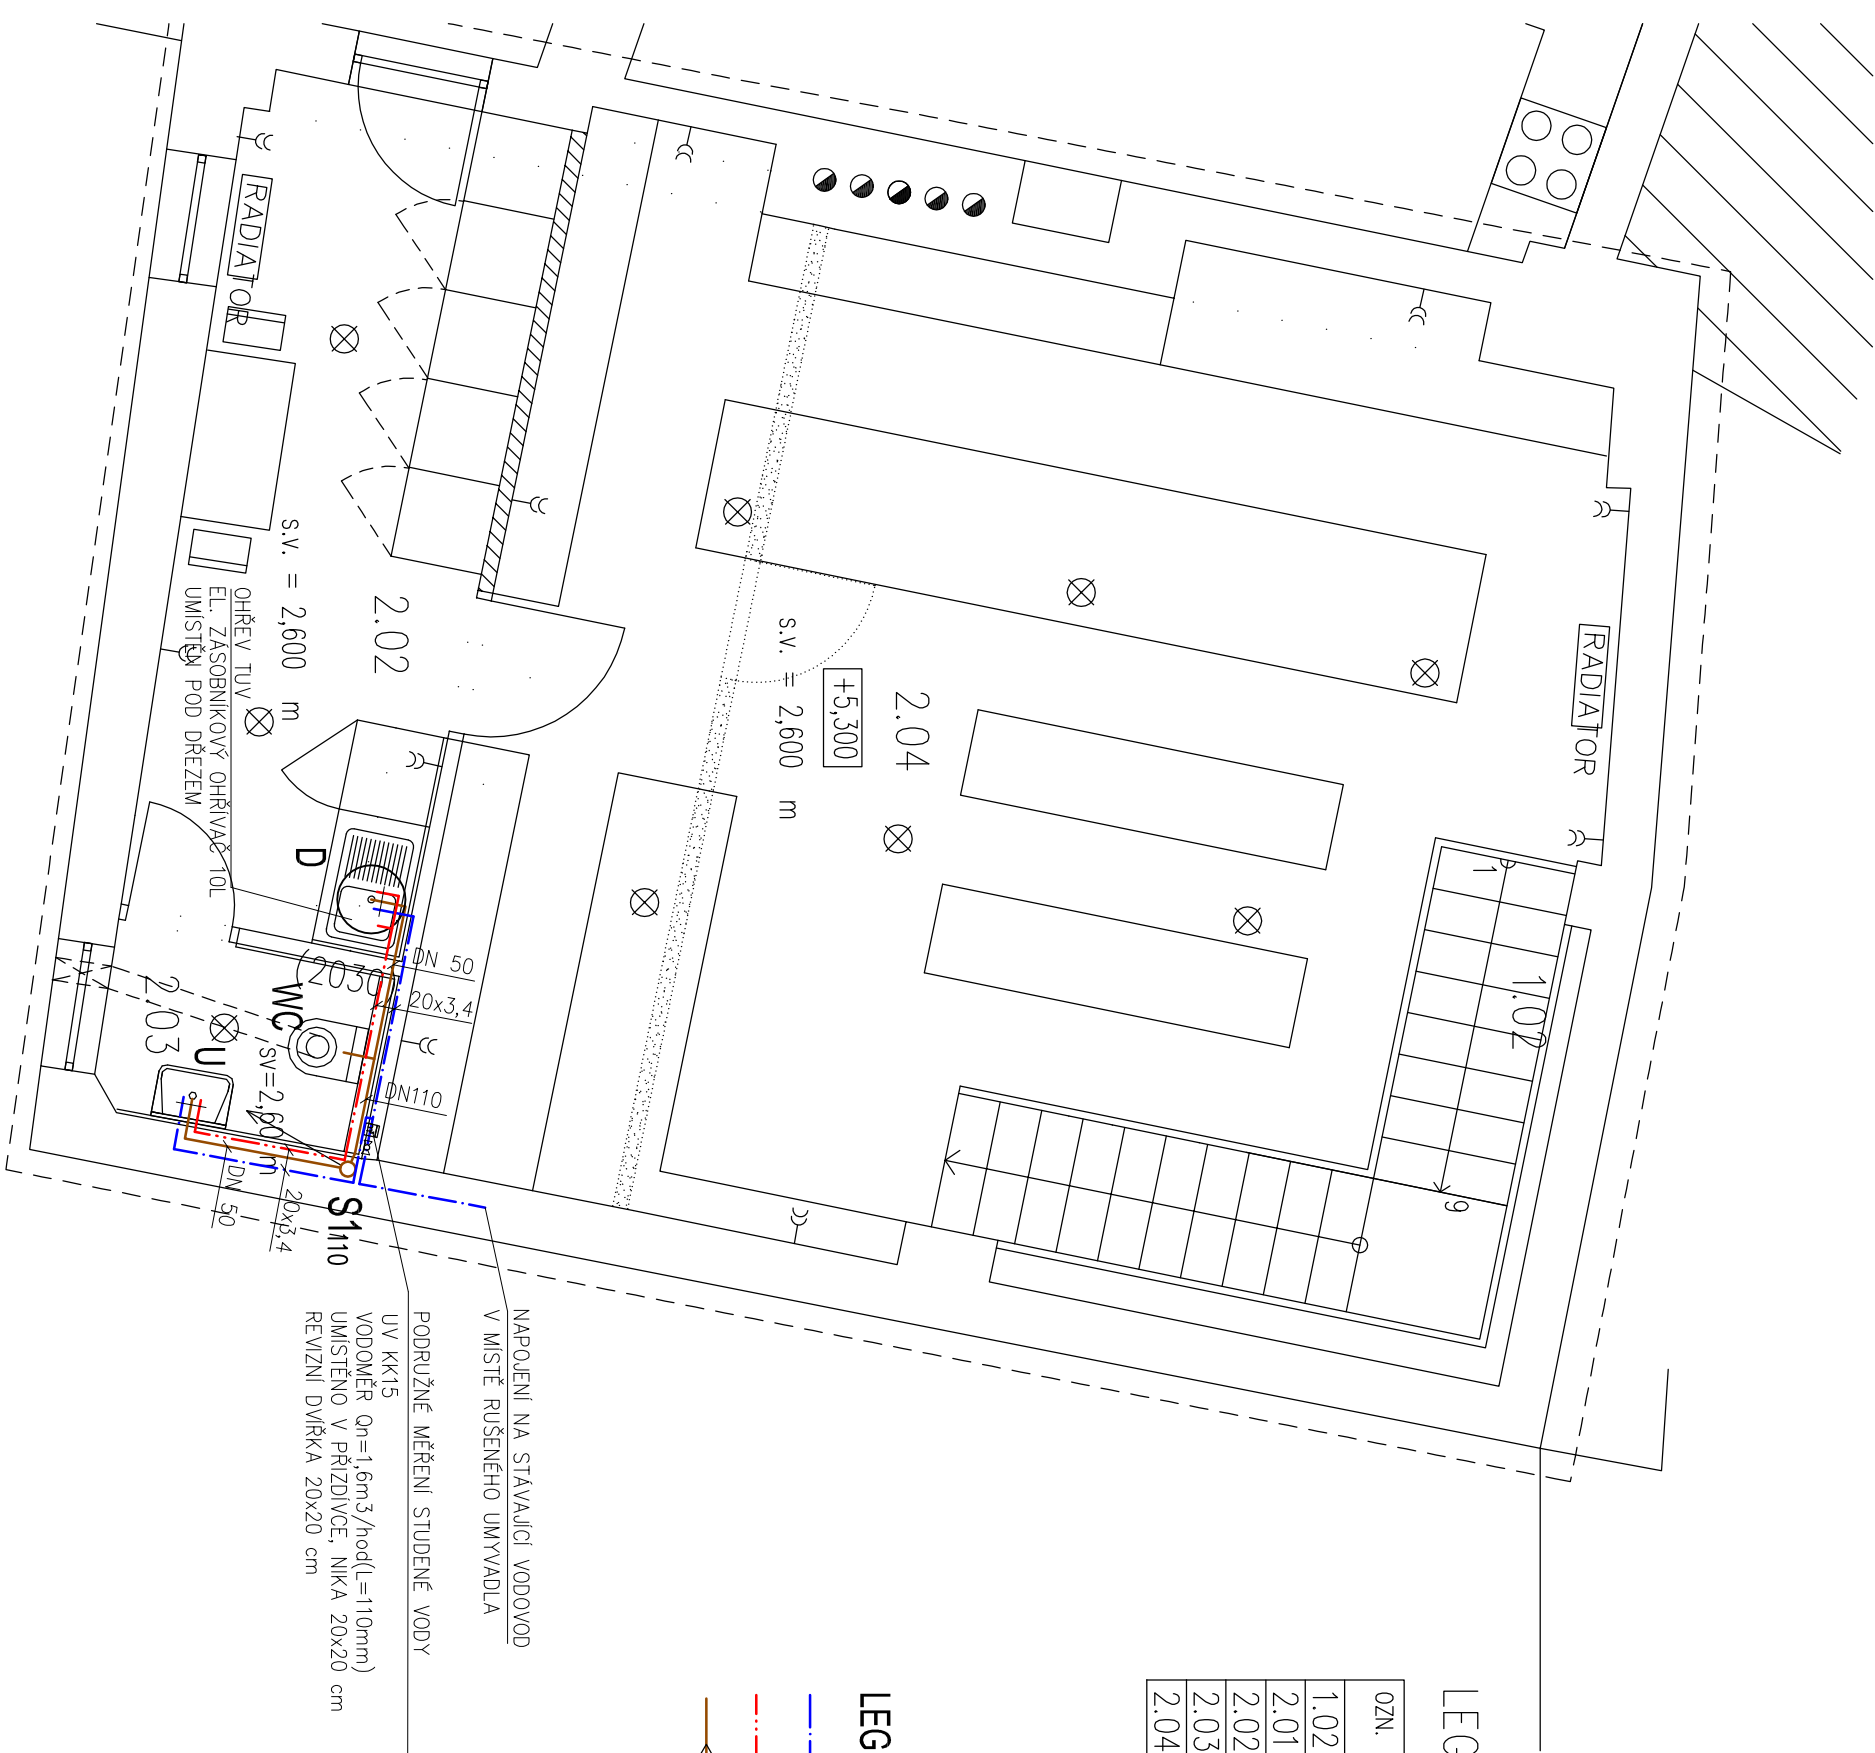 RADIATOR
2.02
s.v. = 2,600 m
OHŘEV TUV
EL. ZÁSOBNÍKOVÝ OHŘÍVAČ 10L
UMÍSTĚN POD DŘEZEM
D
WC
U
2.03
sv=2,60 m
DN 50
20x3,4
DN110
DN 50
20x3,4
S1
110
2.04
+5,300
s.v. = 2,600 m
RADIATOR
1
1.02
9
NAPOJENÍ NA STÁVAJÍCÍ VODOVOD
V MÍSTĚ RUŠENÉHO UMYVADLA
PODRUŽNÉ MĚŘENÍ STUDENÉ VODY
UV KK15
VODOMĚR Qn=1,6m3/hod(L=110mm)
UMÍSTĚNO V PŘIZDÍVCE, NIKA 20x20 cm
REVIZNÍ DVÍŘKA 20x20 cm
LEG
OZN.
1.02
2.01
2.02
2.03
2.04
LEG